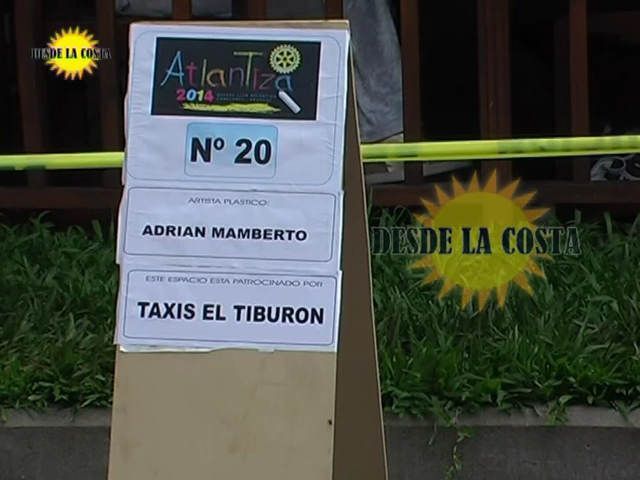 DESDE LA COSTA
AtlanTiza
2014
Nº 20
ARTISTA PLASTICO:
ADRIAN MAMBERTO
DESDE LA COSTA
ESTE ESPACIO ESTA PATROCINADO POR
TAXIS EL TIBURON